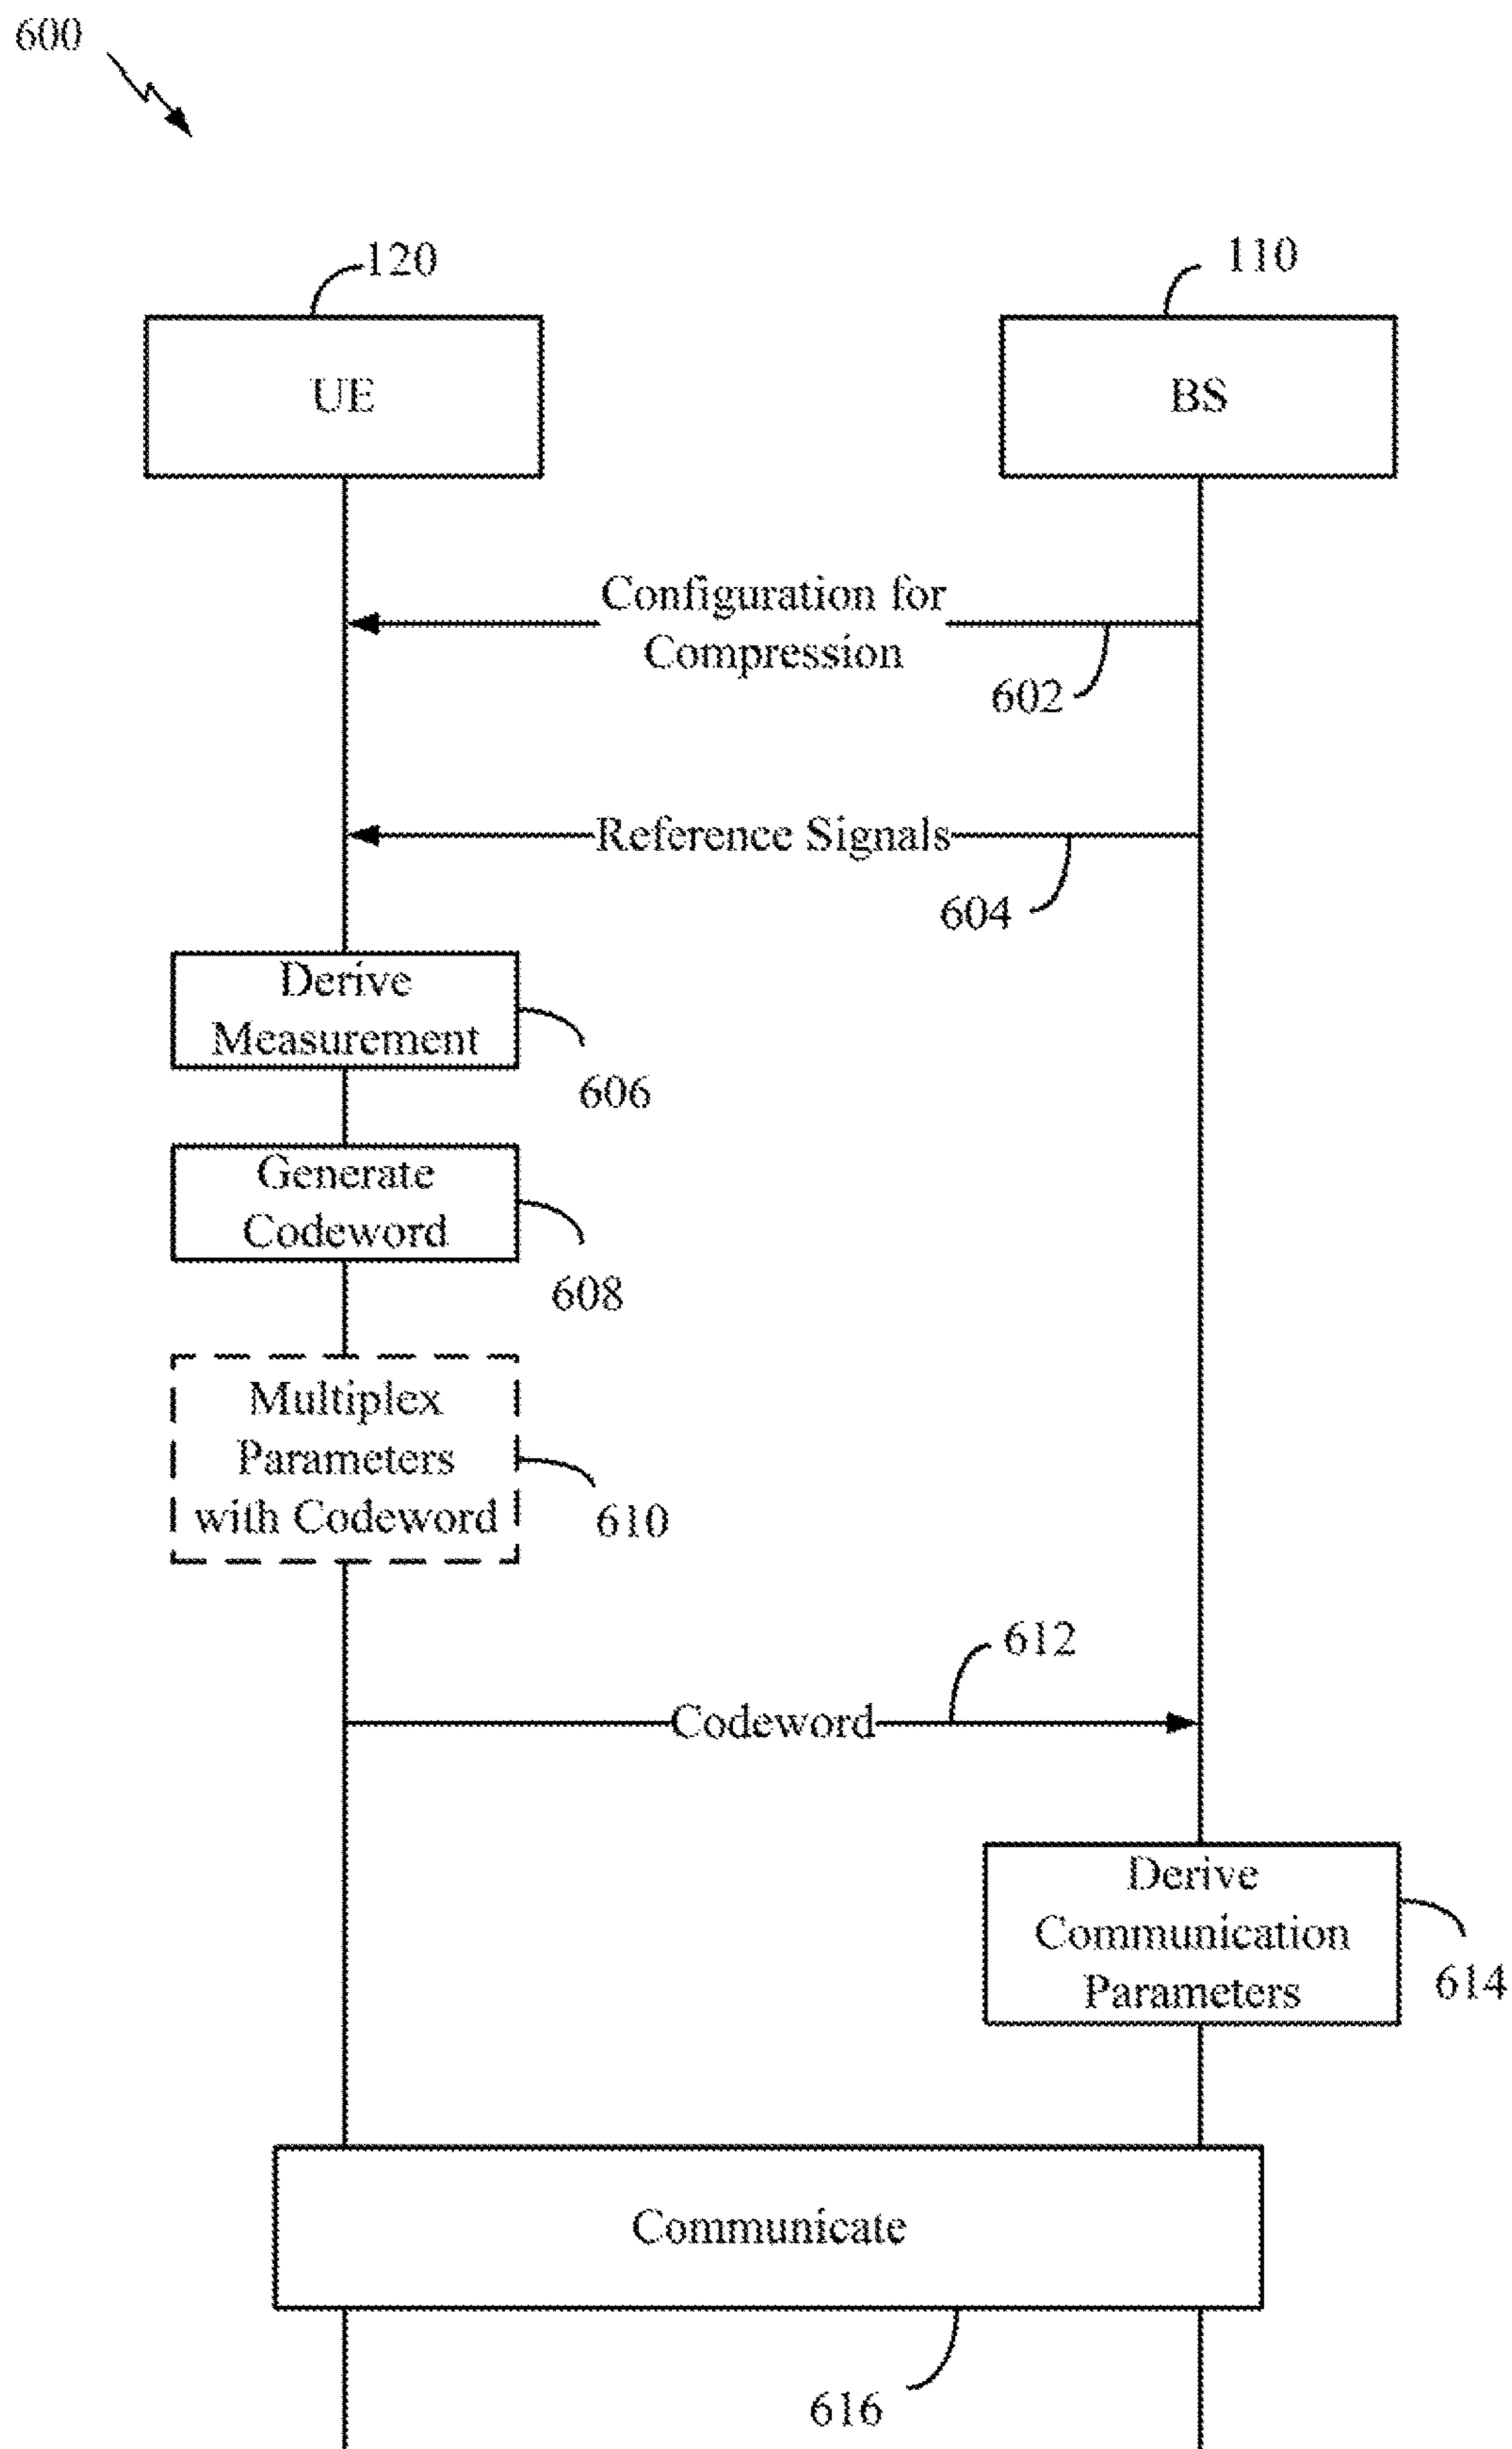 600
120
110
UE
BS
Configuration for
Compression
602
Reference Signals
604
Derive
Measurement
606
Generate
Codeword
608
Multiplex
Parameters
with Codeword
610
612
Codeword
Derive
Communication
Parameters
614
Communicate
616